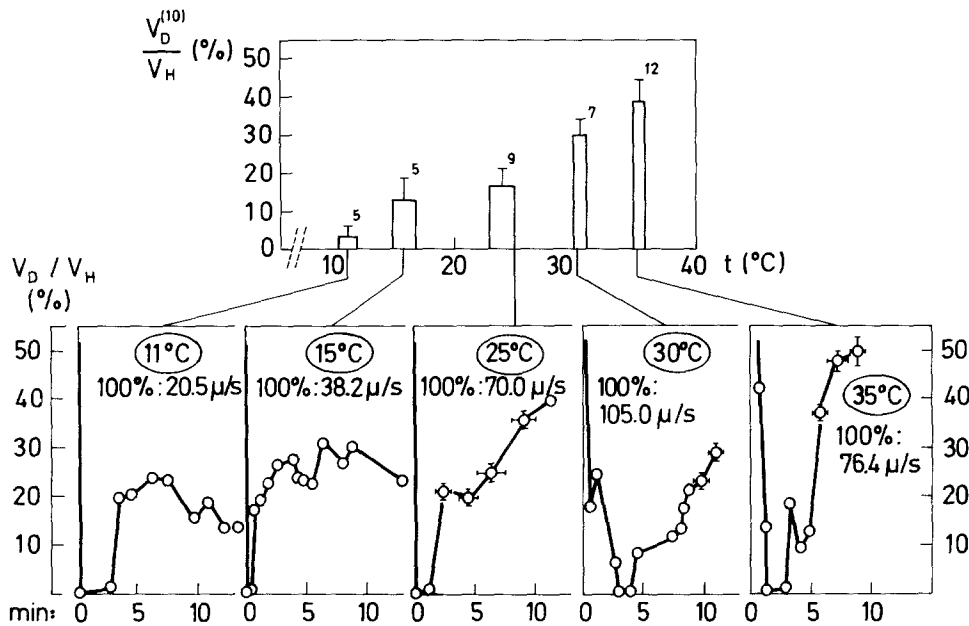 V_D^(10) / V_H (%)
50
40
30
20
10
0
5
5
9
7
12
10 20 30 40 t (°C)
V_D / V_H
(%)
50
40
30
20
10
11°C
100%: 20.5 µ/s
15°C
100%: 38.2 µ/s
25°C
100%: 70.0 µ/s
30°C
100%:
105.0 µ/s
35°C
100%:
76.4 µ/s
50
40
30
20
10
min: 0 5 10 0 5 10 0 5 10 0 5 10 0 5 10